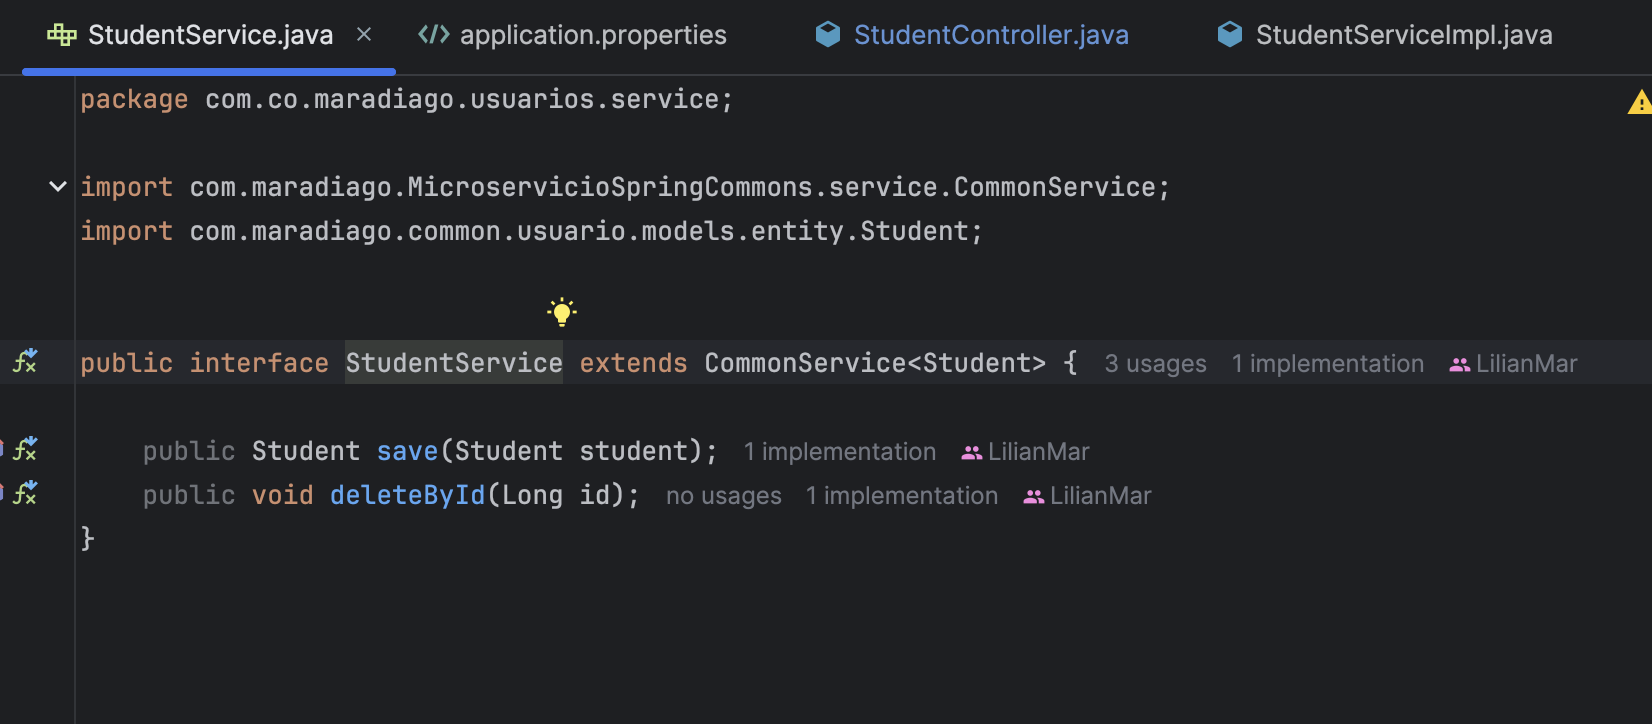 StudentService.java × </> application.properties StudentController.java StudentServiceImpl.java
package com.co.maradiago.usuarios.service;
import com.maradiago.MicroservicioSpringCommons.service.CommonService;
import com.maradiago.common.usuario.models.entity.Student;
public interface StudentService extends CommonService<Student> { 3 usages 1 implementation LilianMar
public Student save(Student student); 1 implementation LilianMar
public void deleteById(Long id); no usages 1 implementation LilianMar
}